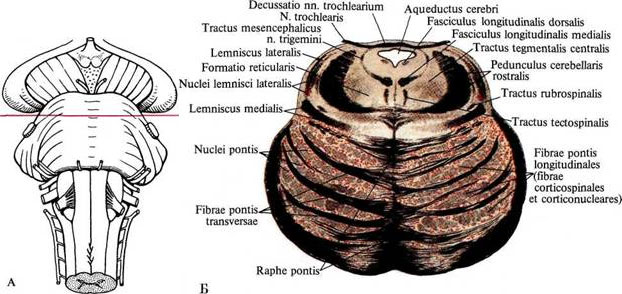 Decussatio nn. trochlearium
N. trochlearis
Tractus mesencephalicus
n. trigemini
Lemniscus lateralis
Formatio reticularis
Nuclei lemnisci lateralis
Lemniscus medialis
Nuclei pontis
Fibrae pontis
transversae
Raphe pontis
Aqueductus cerebri
Fasciculus longitudinalis dorsalis
Fasciculus longitudinalis medialis
Tractus tegmentalis centralis
Pedunculus cerebellaris
rostralis
Tractus rubrospinalis
Tractus tectospinalis
Fibrae pontis
longitudinales
(fibrae
corticospinales
et corticonucleares)
А
Б